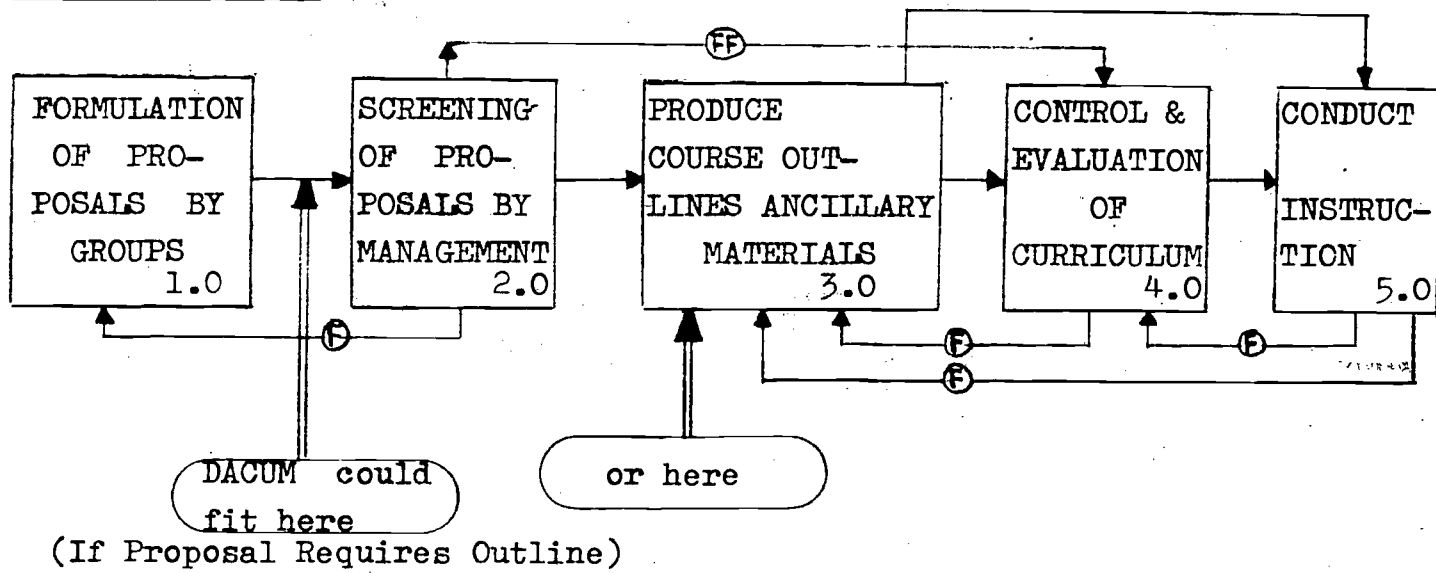 FF
FORMULATION
OF PRO-
POSALS BY
GROUPS
1.0
SCREENING
OF PRO-
POSALS BY
MANAGEMENT
2.0
PRODUCE
COURSE OUT-
LINES ANCILLARY
MATERIALS
3.0
CONTROL &
EVALUATION
OF
CURRICULUM
4.0
CONDUCT
INSTRUC-
TION
5.0
F
F
F
F
DACUM could
fit here
or here
(If Proposal Requires Outline)